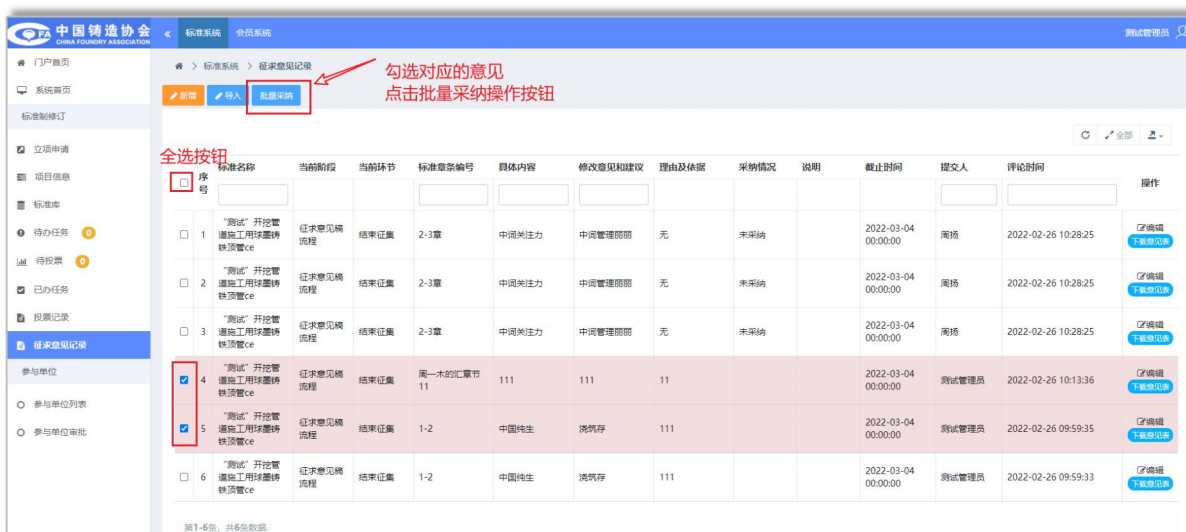 CFA 中国铸造协会
CHINA FOUNDRY ASSOCIATION
« 标准系统 会员系统 测试管理员
门户首页
系统首页
标准制修订
立项申请
项目信息
标准库
待办任务 0
待投票 0
已办任务
投票记录
征求意见记录
参与单位
参与单位列表
参与单位审批
> 标准系统 > 征求意见记录
勾选对应的意见
点击批量采纳操作按钮
新增 导入 批量采纳
全部
全选按钮
序号 标准名称 当前阶段 当前环节 标准章条编号 具体内容 修改意见和建议 理由及依据 采纳情况 说明 截止时间 提交人 评论时间 操作
1 “测试”开挖管道施工用球墨铸铁顶管ce 征求意见稿流程 结束征集 2-3章 中词关注力 中词管理丽丽 无 未采纳 2022-03-04 00:00:00 周扬 2022-02-26 10:28:25 编辑 下载意见表
2 “测试”开挖管道施工用球墨铸铁顶管ce 征求意见稿流程 结束征集 2-3章 中词关注力 中词管理丽丽 无 未采纳 2022-03-04 00:00:00 周扬 2022-02-26 10:28:25 编辑 下载意见表
3 “测试”开挖管道施工用球墨铸铁顶管ce 征求意见稿流程 结束征集 2-3章 中词关注力 中词管理丽丽 无 未采纳 2022-03-04 00:00:00 周扬 2022-02-26 10:28:25 编辑 下载意见表
4 “测试”开挖管道施工用球墨铸铁顶管ce 征求意见稿流程 结束征集 周一木的汇章节11 111 111 11 2022-03-04 00:00:00 测试管理员 2022-02-26 10:13:36 编辑 下载意见表
5 “测试”开挖管道施工用球墨铸铁顶管ce 征求意见稿流程 结束征集 1-2 中国纯生 浇筑存 111 2022-03-04 00:00:00 测试管理员 2022-02-26 09:59:35 编辑 下载意见表
6 “测试”开挖管道施工用球墨铸铁顶管ce 征求意见稿流程 结束征集 1-2 中国纯生 浇筑存 111 2022-03-04 00:00:00 测试管理员 2022-02-26 09:59:33 编辑 下载意见表
第1-6条, 共6条数据.